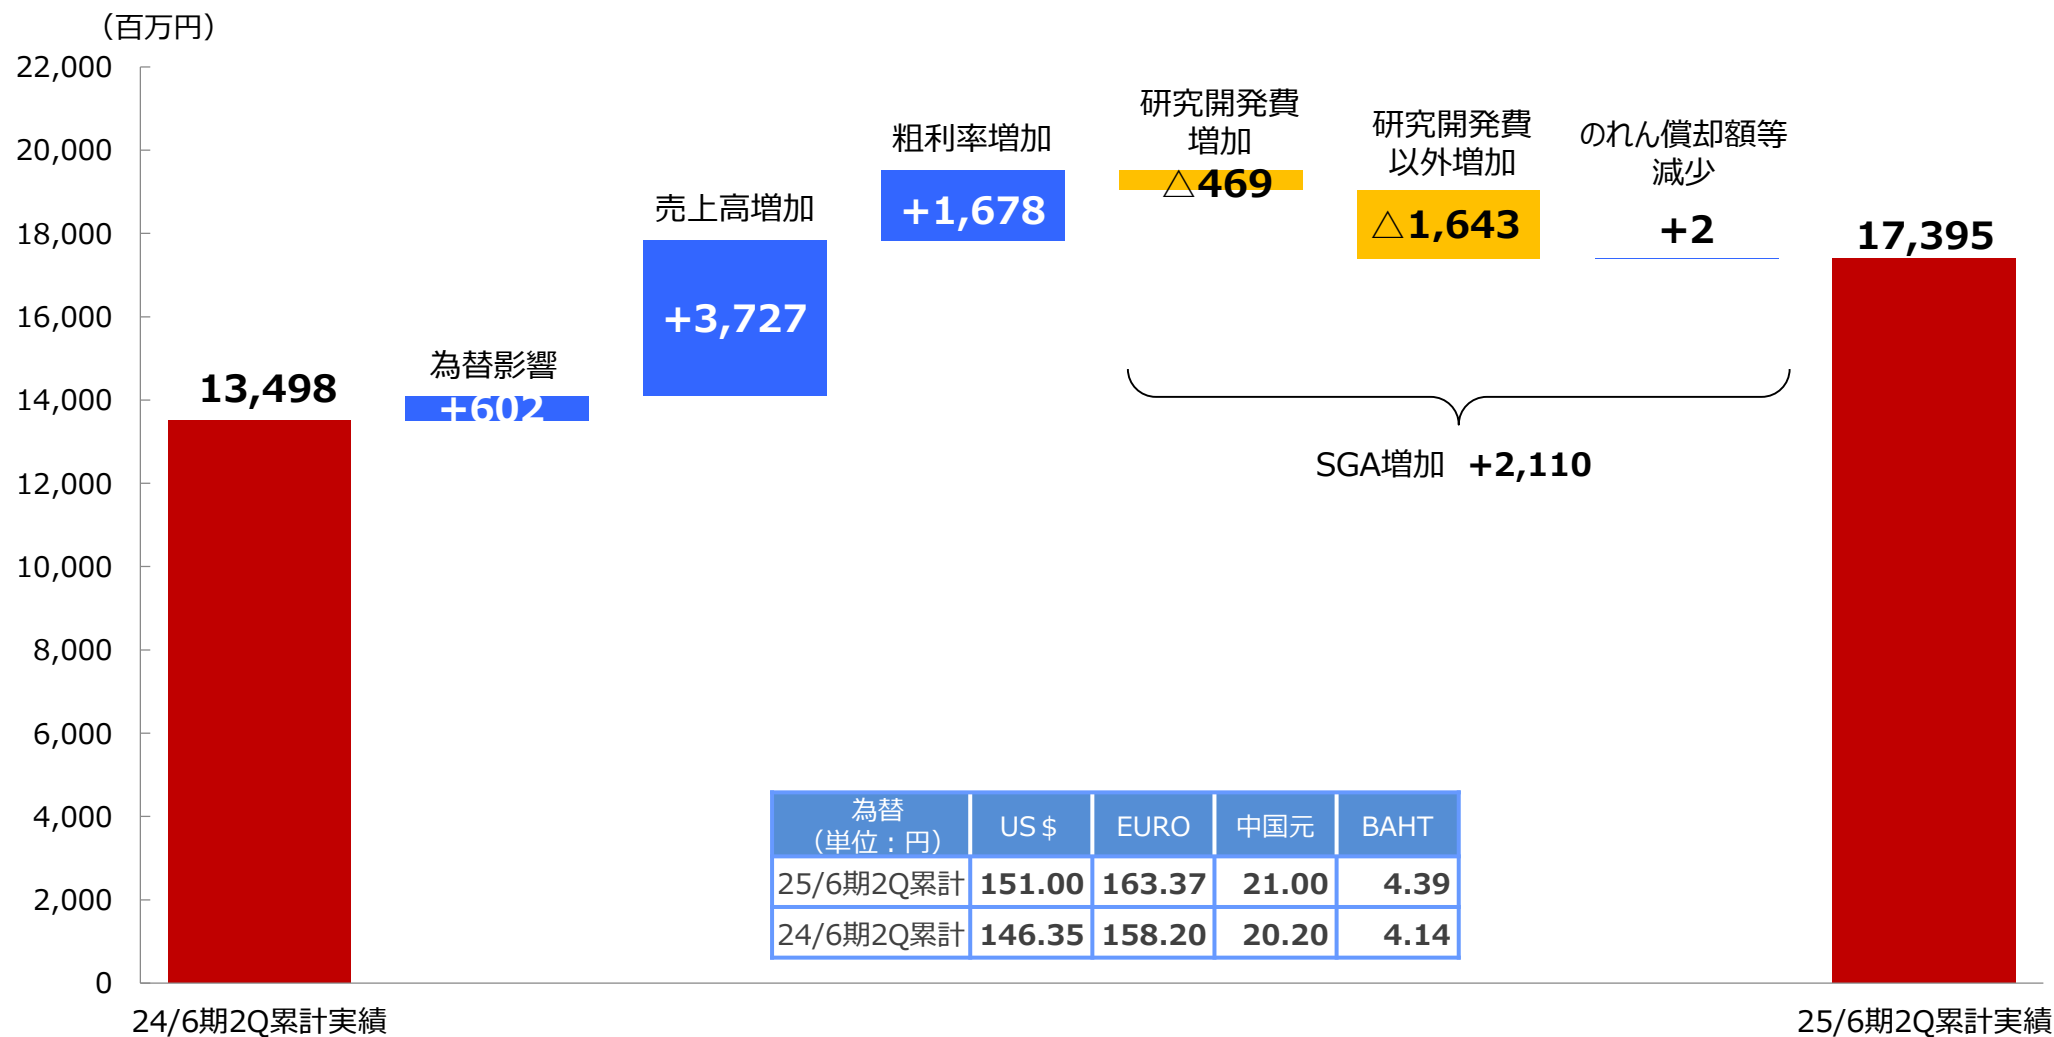 （百万円）
22,000
20,000
18,000
16,000
14,000
12,000
10,000
8,000
6,000
4,000
2,000
0
13,498
為替影響
+602
売上高増加
+3,727
粗利率増加
+1,678
研究開発費
増加
△469
研究開発費
以外増加
△1,643
のれん償却額等
減少
+2
17,395
SGA増加 +2,110
為替
（単位：円） US＄ EURO 中国元 BAHT
25/6期2Q累計 151.00 163.37 21.00 4.39
24/6期2Q累計 146.35 158.20 20.20 4.14
24/6期2Q累計実績
25/6期2Q累計実績